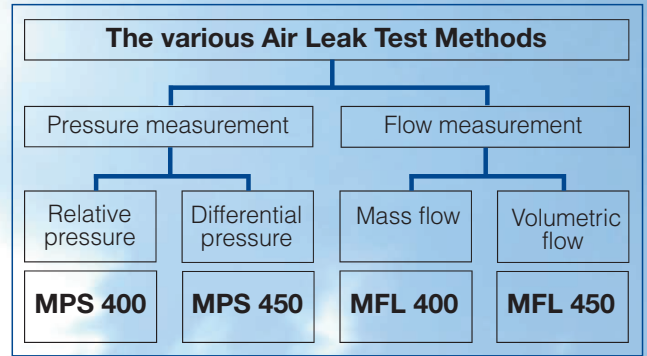 The various Air Leak Test Methods
Pressure measurement
Flow measurement
Relative
pressure
Differential
pressure
Mass flow
Volumetric
flow
MPS 400
MPS 450
MFL 400
MFL 450